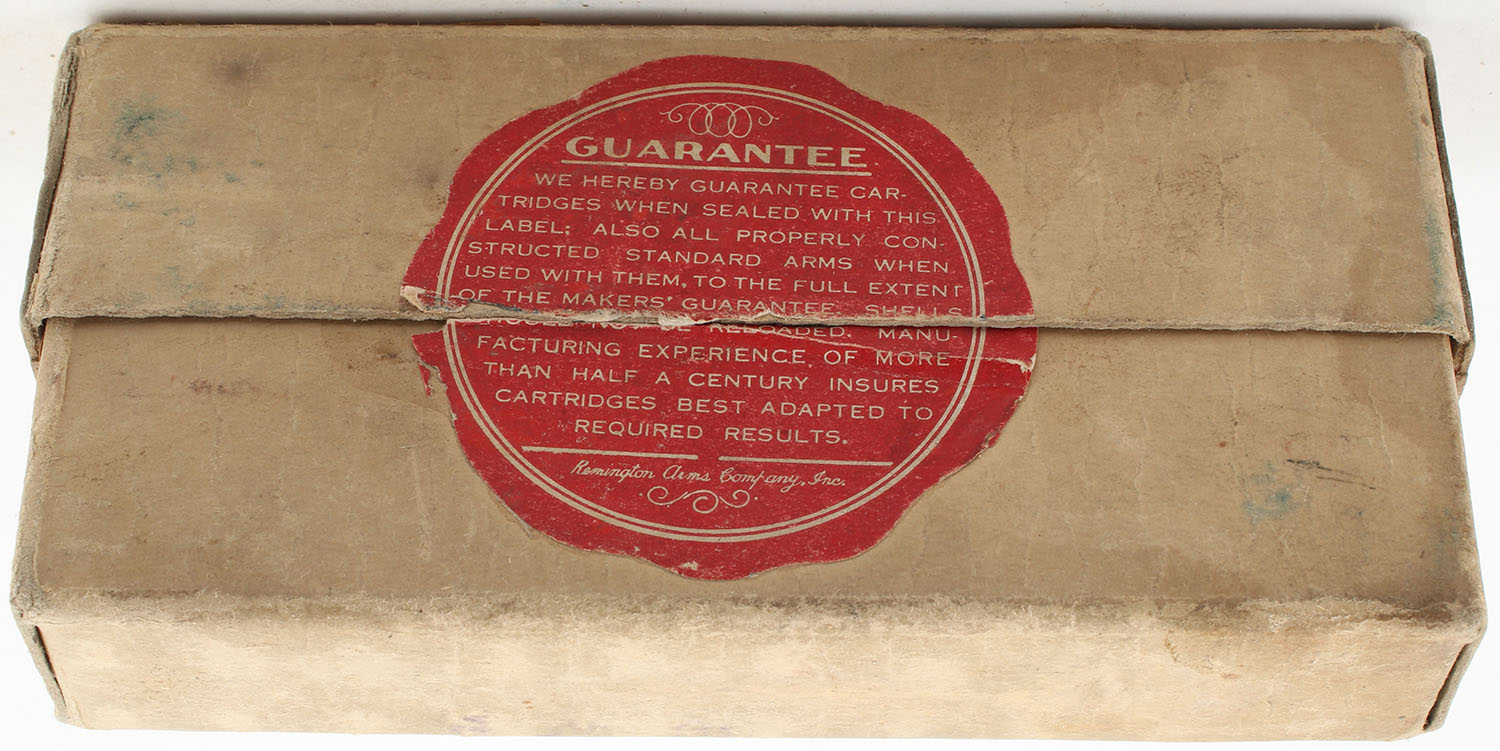 GUARANTEE
WE HEREBY GUARANTEE CAR-
TRIDGES WHEN SEALED WITH THIS
LABEL; ALSO ALL PROPERLY CON-
STRUCTED STANDARD ARMS WHEN
USED WITH THEM, TO THE FULL EXTENT
OF THE MAKERS' GUARANTEE. SHELLS
RELOADED. MANU-
FACTURING EXPERIENCE OF MORE
THAN HALF A CENTURY INSURES
CARTRIDGES BEST ADAPTED TO
REQUIRED RESULTS.
Remington Arms Company, Inc.